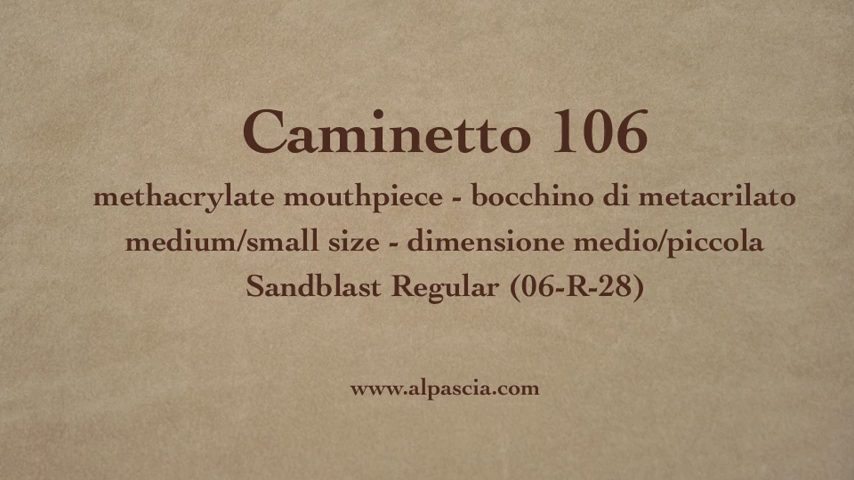 Caminetto 106
methacrylate mouthpiece - bocchino di metacrilato
medium/small size - dimensione medio/piccola
Sandblast Regular (06-R-28)
www.alpascia.com